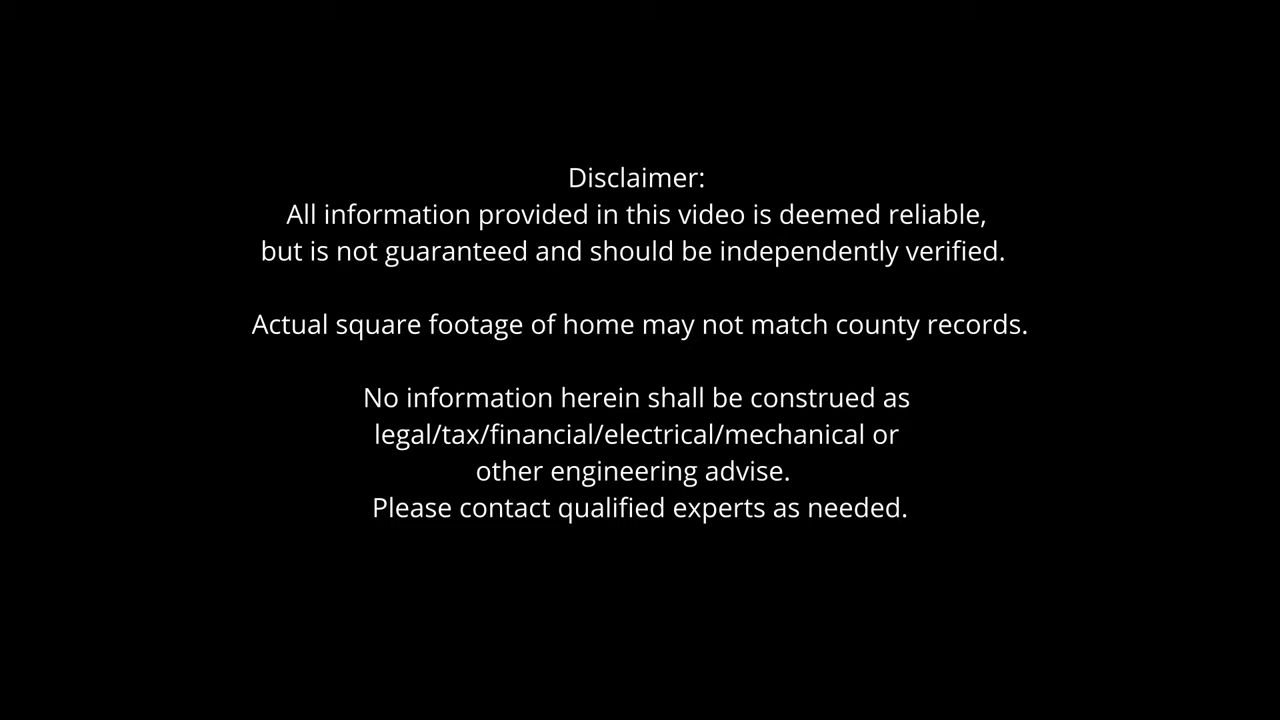 Disclaimer:
All information provided in this video is deemed reliable,
but is not guaranteed and should be independently verified.
Actual square footage of home may not match county records.
No information herein shall be construed as
legal/tax/financial/electrical/mechanical or
other engineering advise.
Please contact qualified experts as needed.